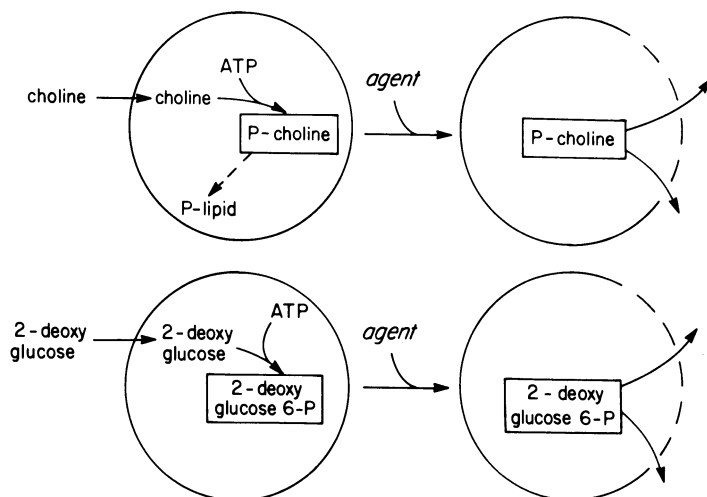 ATP
choline
choline
P-choline
P-lipid
agent
P-choline
2-deoxy
glucose
2-deoxy
glucose
ATP
2-deoxy
glucose 6-P
agent
2 - deoxy
glucose 6-P